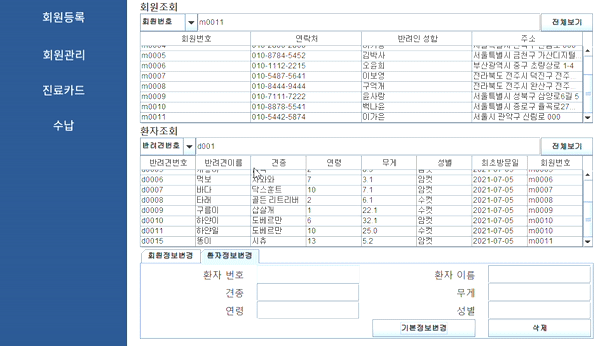 회원등록
회원관리
진료카드
수납
회원조회
회원번호 m0011 전체보기
회원번호 연락처 반려인 성함 주소
m0005 010-8784-5452 김박사 서울특별시 금천구 가산디지털
m0006 010-1112-2215 오윤희 부산광역시 중구 초량상로 1-4
m0007 010-5487-5641 이보영 전라북도 전주시 덕진구 전주
m0008 010-8444-9444 구역개 전라북도 전주시 완산구 전주
m0009 010-7111-7222 윤사랑 서울특별시 성북구 삼양로6길 5
m0010 010-8878-5541 백나윤 서울특별시 종로구 율곡로27...
m0011 010-5442-5874 이가은 서울시 관악구 신림로 000
환자조회
반려견번호 d001 전체보기
반려견번호 반려견이름 견종 연령 무게 성별 최초방문일 회원번호
d0006 먹보 치와와 7 3.1 암컷 2021-07-05 m0006
d0007 바다 닥스훈트 10 7.1 암컷 2021-07-05 m0007
d0008 타래 골든 리트리버 2 6.1 수컷 2021-07-05 m0008
d0009 구름이 삽살개 1 22.1 수컷 2021-07-05 m0009
d0010 하얀이 도베르만 6 32.1 암컷 2021-07-05 m0010
d0011 하얀일 도베르만 10 25.0 암컷 2021-07-05 m0010
d0015 똥이 시츄 13 5.2 암컷 2021-07-05 m0011
회원정보변경 환자정보변경
환자 번호 환자 이름
견종 무게
연령 성별
기본정보변경 삭제